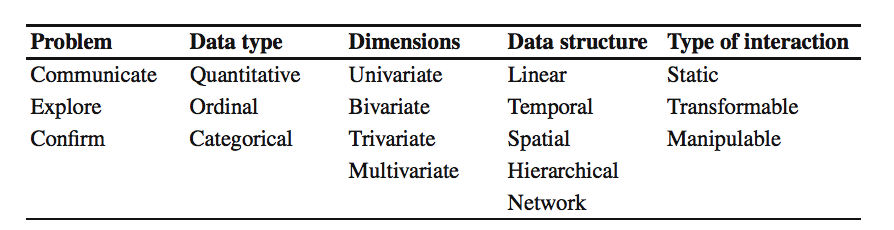 Problem Data type Dimensions Data structure Type of interaction
Communicate Quantitative Univariate Linear Static
Explore Ordinal Bivariate Temporal Transformable
Confirm Categorical Trivariate Spatial Manipulable
Multivariate Hierarchical
Network